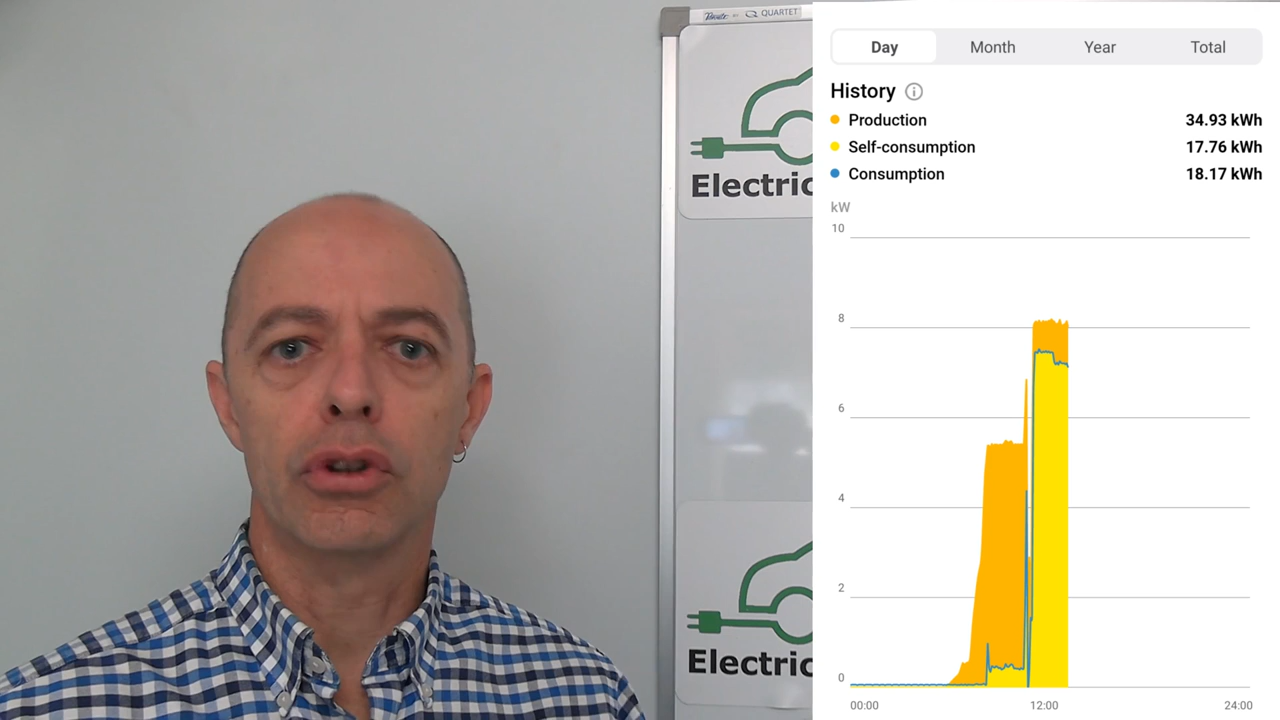 QUARTET
Electric
Electric
Day Month Year Total
History
Production 34.93 kWh
Self-consumption 17.76 kWh
Consumption 18.17 kWh
kW
10
8
6
4
2
0
00:00 12:00 24:00